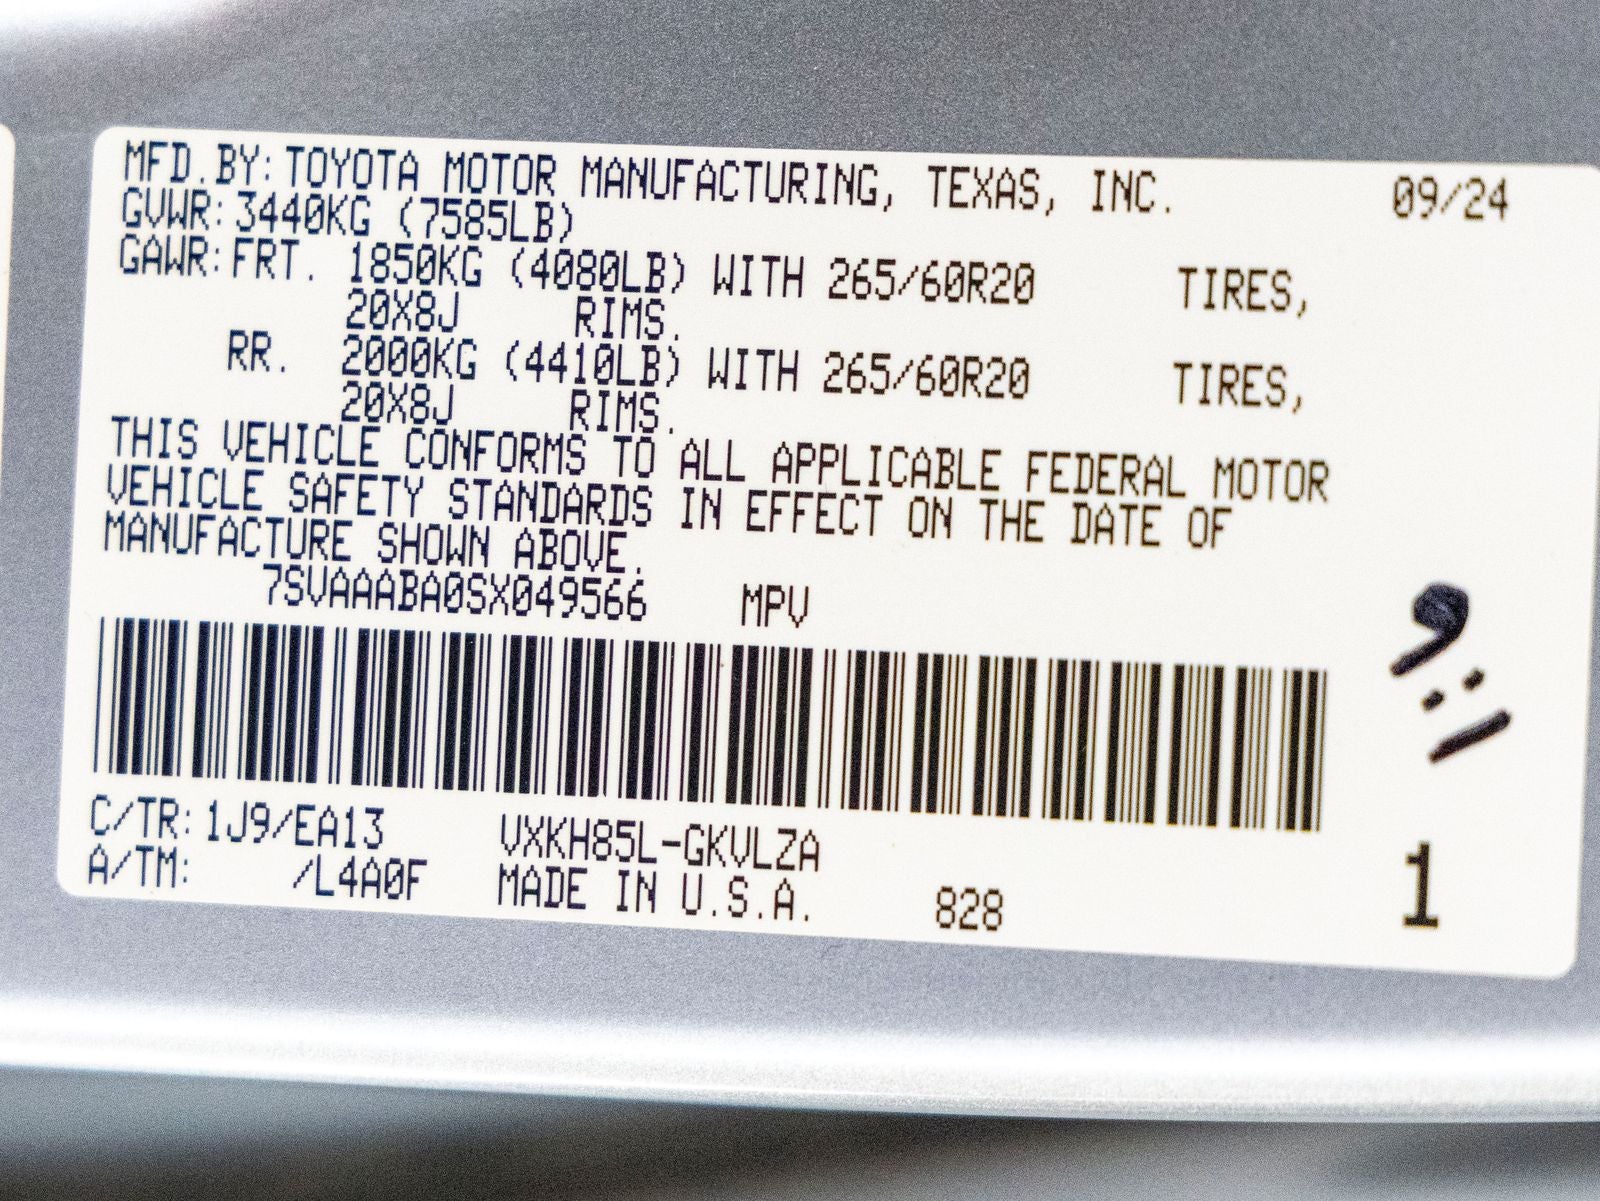 MFD.BY: TOYOTA MOTOR MANUFACTURING, TEXAS, INC. 09/24
GVWR: 3440KG (7585LB)
GAWR: FRT. 1850KG (4080LB) WITH 265/60R20 TIRES,
20X8J RIMS.
RR. 2000KG (4410LB) WITH 265/60R20 TIRES,
20X8J RIMS.
THIS VEHICLE CONFORMS TO ALL APPLICABLE FEDERAL MOTOR
VEHICLE SAFETY STANDARDS IN EFFECT ON THE DATE OF
MANUFACTURE SHOWN ABOVE.
7SVAAABA0SX049566 MPV
C/TR: 1J9/EA13 VXKH85L-GKVLZA
A/TM: /L4A0F MADE IN U.S.A. 828
1